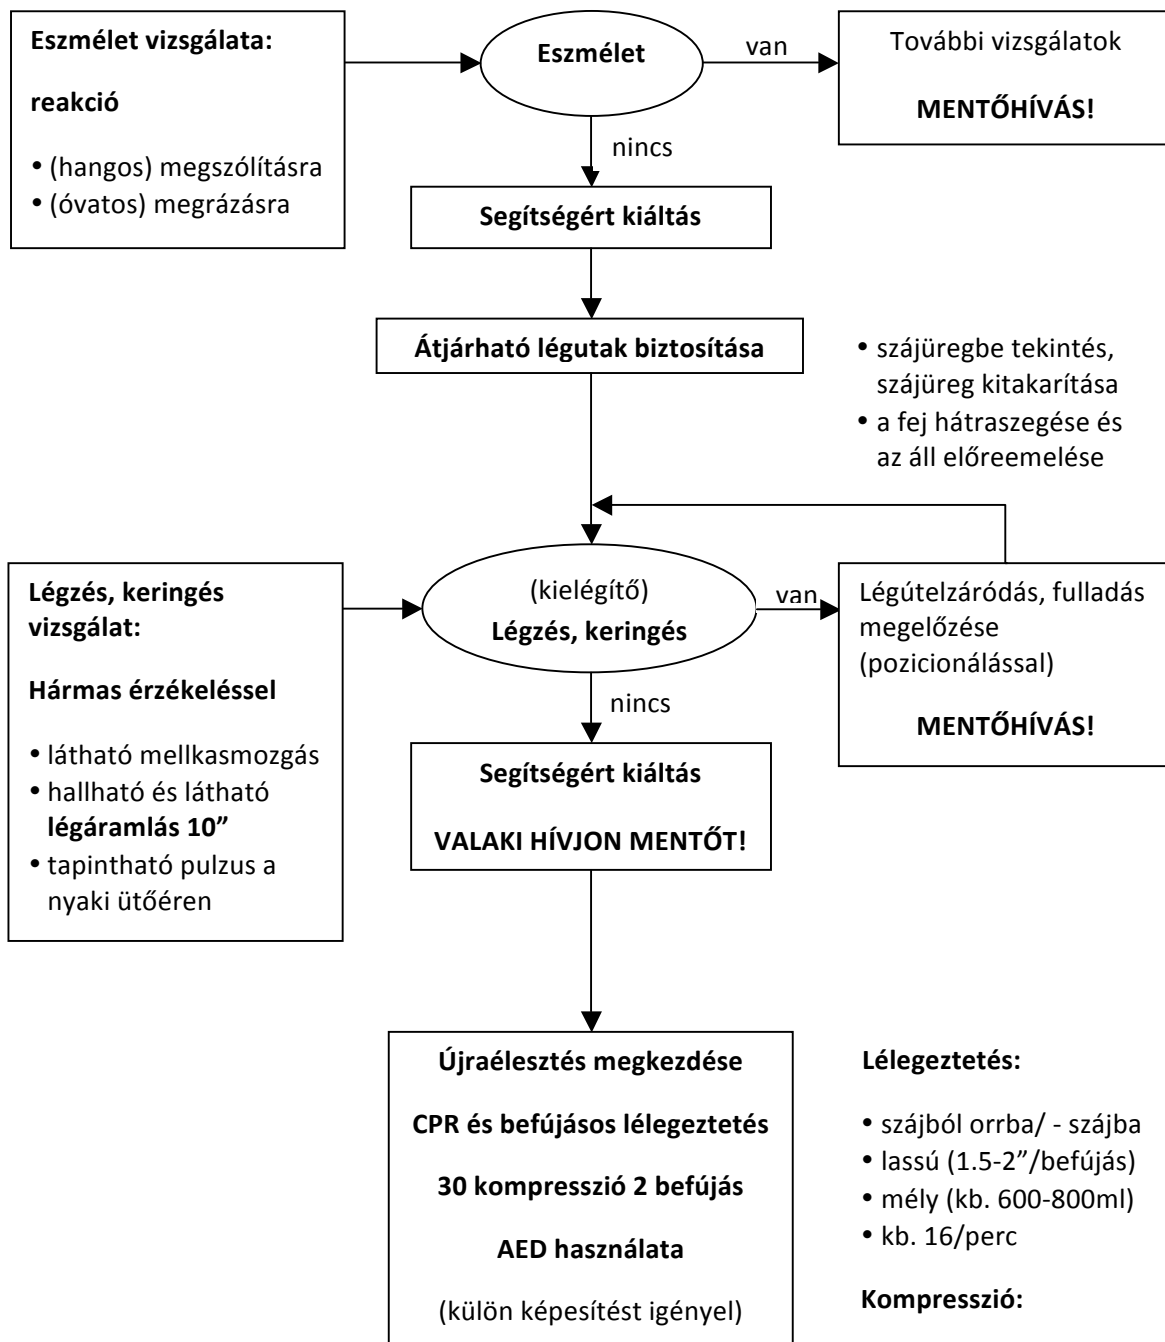 Eszmélet vizsgálata:
reakció
• (hangos) megszólításra
• (óvatos) megrázásra
Eszmélet
van
További vizsgálatok
MENTŐHÍVÁS!
nincs
Segítségért kiáltás
Átjárható légutak biztosítása
• szájüregbe tekintés,
szájüreg kitakarítása
• a fej hátraszegése és
az áll előreemelése
Légzés, keringés
vizsgálat:
Hármas érzékeléssel
• látható mellkasmozgás
• hallható és látható
légáramlás 10”
• tapintható pulzus a
nyaki ütőéren
(kielégítő)
Légzés, keringés
van
Légútelzáródás, fulladás
megelőzése
(pozicionálással)
MENTŐHÍVÁS!
nincs
Segítségért kiáltás
VALAKI HÍVJON MENTŐT!
Újraélesztés megkezdése
CPR és befújásos lélegeztetés
30 kompresszió 2 befújás
AED használata
(külön képesítést igényel)
Lélegeztetés:
• szájból orrba/ - szájba
• lassú (1.5-2”/befújás)
• mély (kb. 600-800ml)
• kb. 16/perc
Kompresszió: